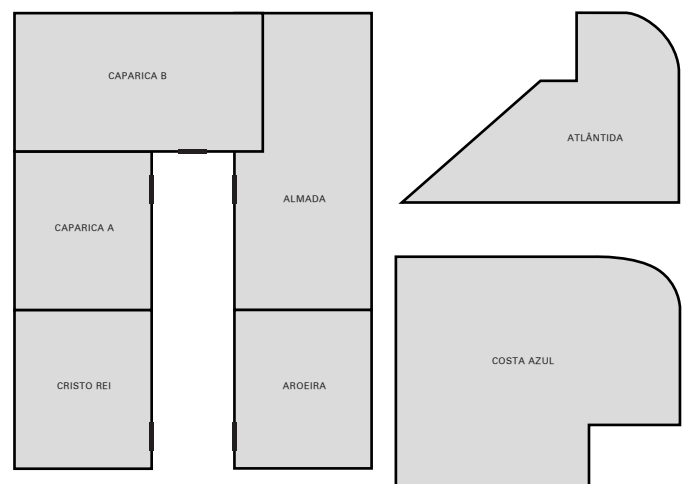 CAPARICA B
ATLÂNTIDA
ALMADA
CAPARICA A
COSTA AZUL
CRISTO REI
AROEIRA